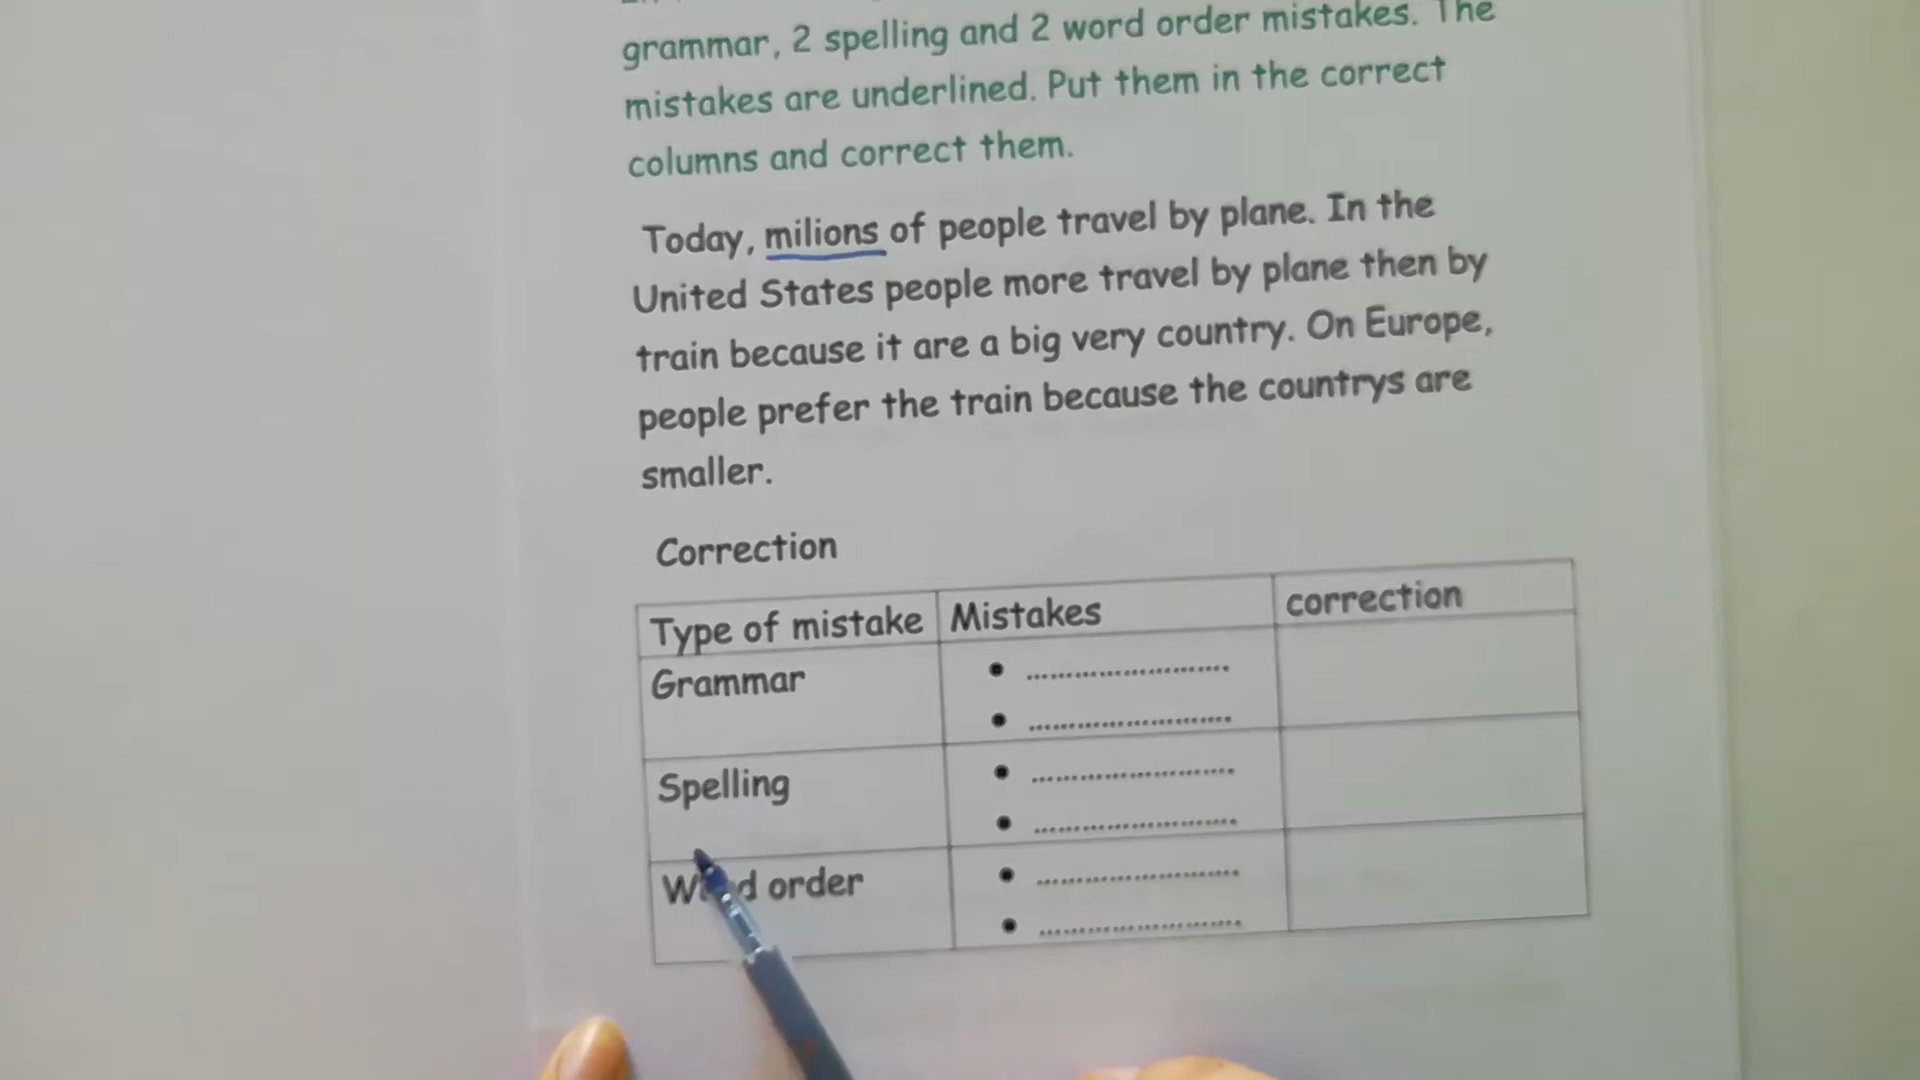 grammar, 2 spelling and 2 word order mistakes. The
mistakes are underlined. Put them in the correct
columns and correct them.
Today, milions of people travel by plane. In the
United States people more travel by plane then by
train because it are a big very country. On Europe,
people prefer the train because the countrys are
smaller.
Correction
Type of mistake Mistakes correction
Grammar • ..........................
• ..........................
Spelling • ..........................
• ..........................
Word order • ..........................
• ..........................